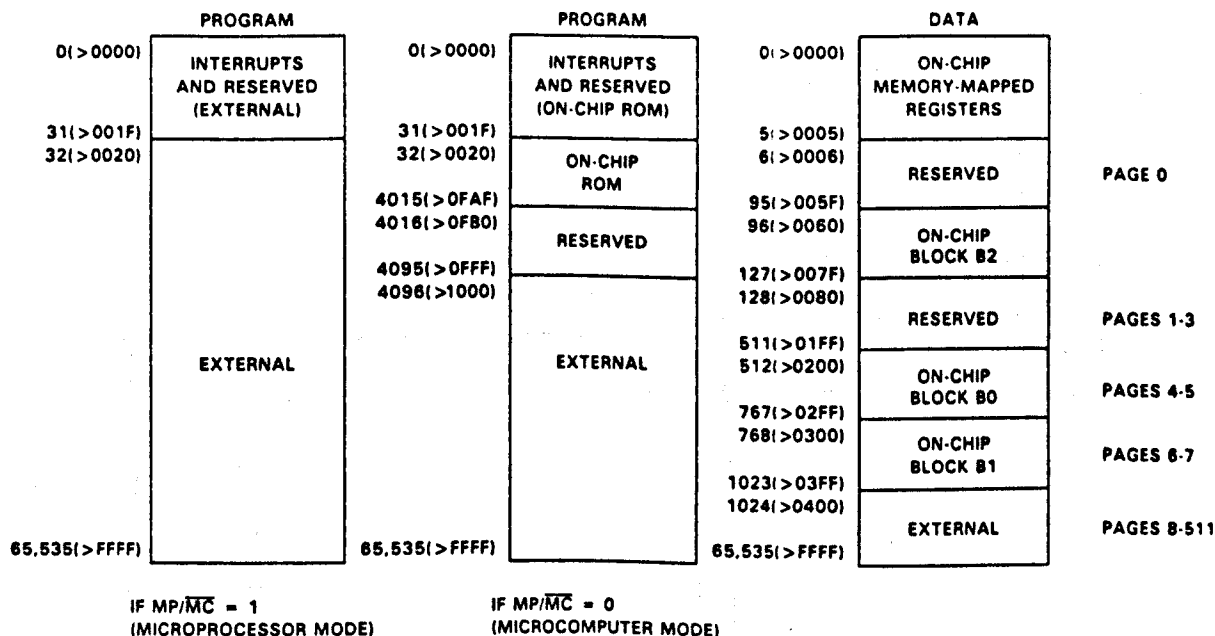 PROGRAM
0(>0000)
INTERRUPTS
AND RESERVED
(EXTERNAL)
31(>001F)
32(>0020)
EXTERNAL
65,535(>FFFF)
IF MP/M̅C̅ = 1
(MICROPROCESSOR MODE)
PROGRAM
0(>0000)
INTERRUPTS
AND RESERVED
(ON-CHIP ROM)
31(>001F)
32(>0020)
ON-CHIP
ROM
4015(>0FAF)
4016(>0FB0)
RESERVED
4095(>0FFF)
4096(>1000)
EXTERNAL
65,535(>FFFF)
IF MP/M̅C̅ = 0
(MICROCOMPUTER MODE)
DATA
0(>0000)
ON-CHIP
MEMORY-MAPPED
REGISTERS
5(>0005)
6(>0006)
RESERVED
PAGE 0
95(>005F)
96(>0060)
ON-CHIP
BLOCK B2
127(>007F)
128(>0080)
RESERVED
PAGES 1-3
511(>01FF)
512(>0200)
ON-CHIP
BLOCK B0
PAGES 4-5
767(>02FF)
768(>0300)
ON-CHIP
BLOCK B1
PAGES 6-7
1023(>03FF)
1024(>0400)
EXTERNAL
PAGES 8-511
65,535(>FFFF)